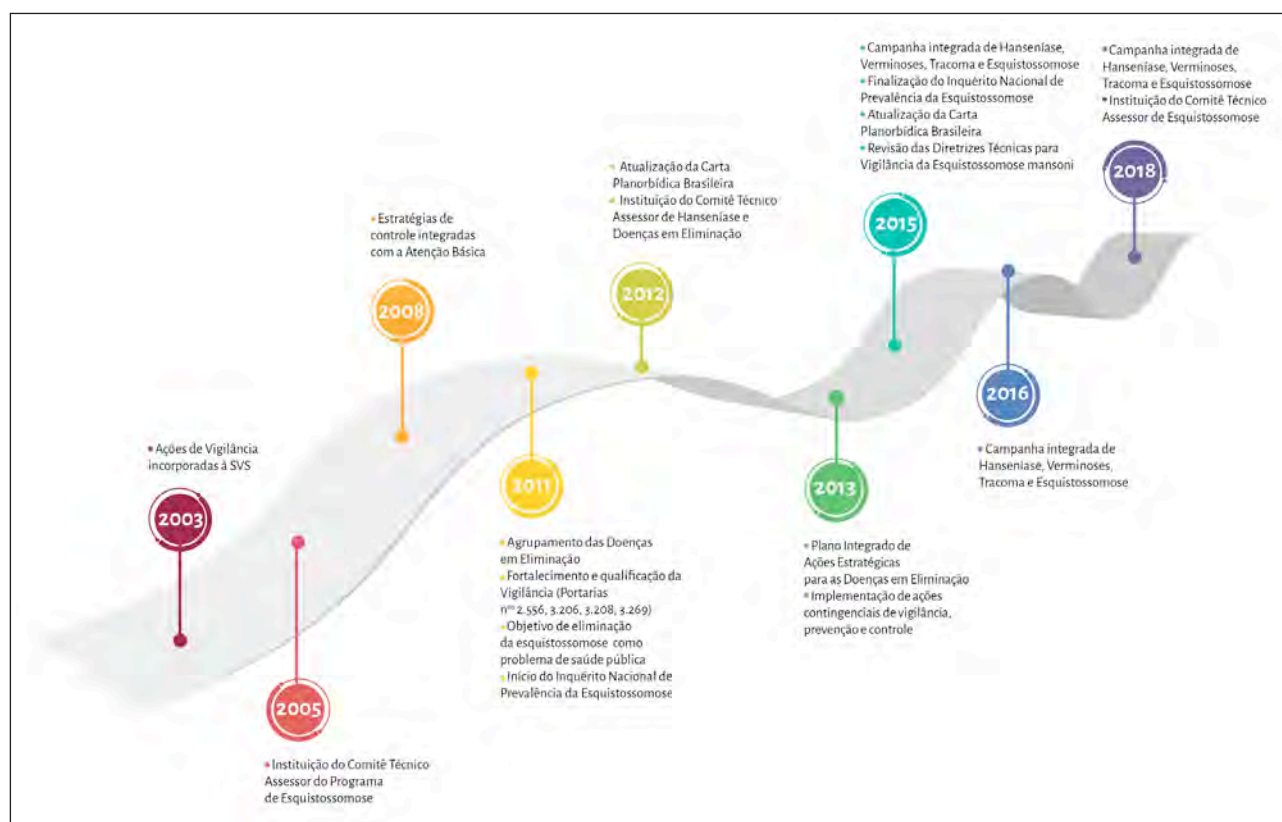 2003
• Ações de Vigilância
incorporadas à SVS
2005
• Instituição do Comitê Técnico
Assessor do Programa
de Esquistossomose
2008
• Estratégias de
controle integradas
com a Atenção Básica
2011
• Agrupamento das Doenças
em Eliminação
• Fortalecimento e qualificação da
Vigilância (Portarias
nºs 2.556, 3.206, 3.208, 3.269)
• Objetivo de eliminação
da esquistossomose como
problema de saúde pública
• Início do Inquérito Nacional de
Prevalência da Esquistossomose
2012
• Atualização da Carta
Planorbídica Brasileira
• Instituição do Comitê Técnico
Assessor de Hanseníase e
Doenças em Eliminação
2013
• Plano Integrado de
Ações Estratégicas
para as Doenças em Eliminação
• Implementação de ações
contingenciais de vigilância,
prevenção e controle
2015
• Campanha integrada de Hanseníase,
Verminoses, Tracoma e Esquistossomose
• Finalização do Inquérito Nacional de
Prevalência da Esquistossomose
• Atualização da Carta
Planorbídica Brasileira
• Revisão das Diretrizes Técnicas para
Vigilância da Esquistossomose mansoni
2016
• Campanha integrada de
Hanseníase, Verminoses,
Tracoma e Esquistossomose
2018
• Campanha integrada de
Hanseníase, Verminoses,
Tracoma e Esquistossomose
• Instituição do Comitê Técnico
Assessor de Esquistossomose